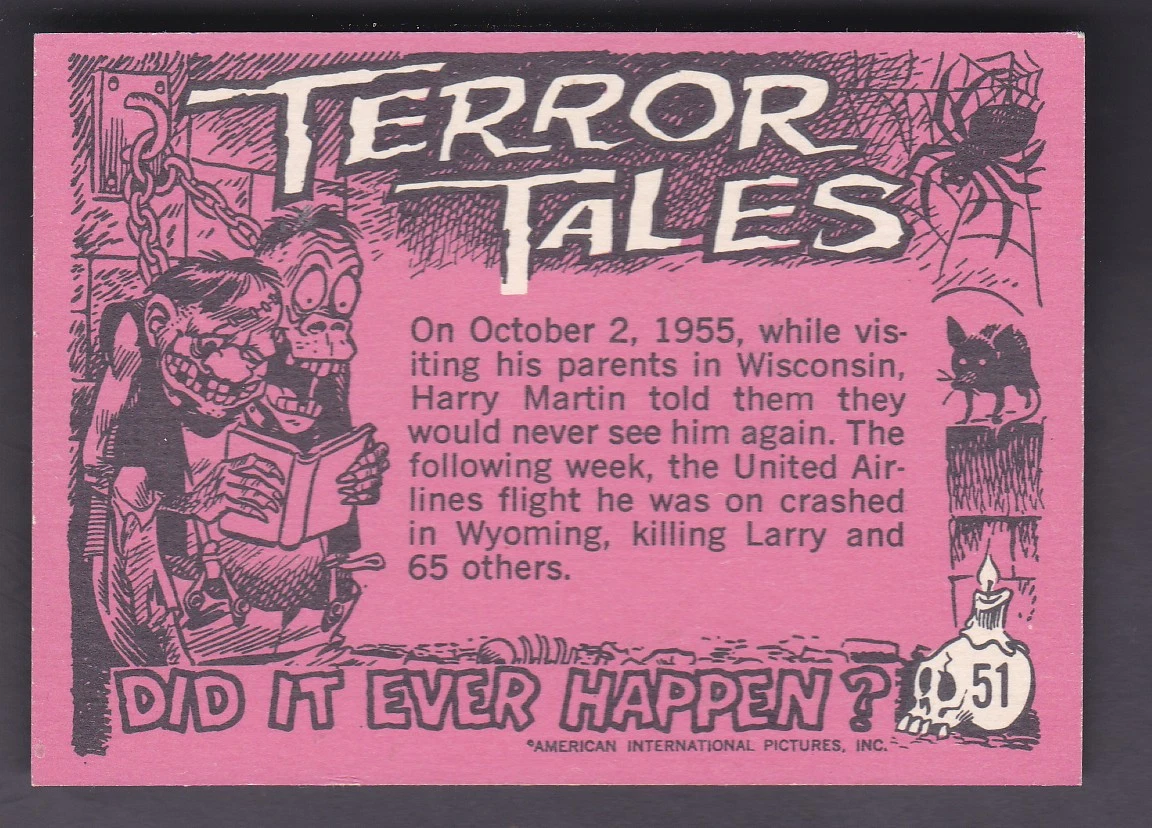 TERROR
TALES
On October 2, 1955, while vis-
iting his parents in Wisconsin,
Harry Martin told them they
would never see him again. The
following week, the United Air-
lines flight he was on crashed
in Wyoming, killing Larry and
65 others.
DID IT EVER HAPPEN?
51
©AMERICAN INTERNATIONAL PICTURES, INC.